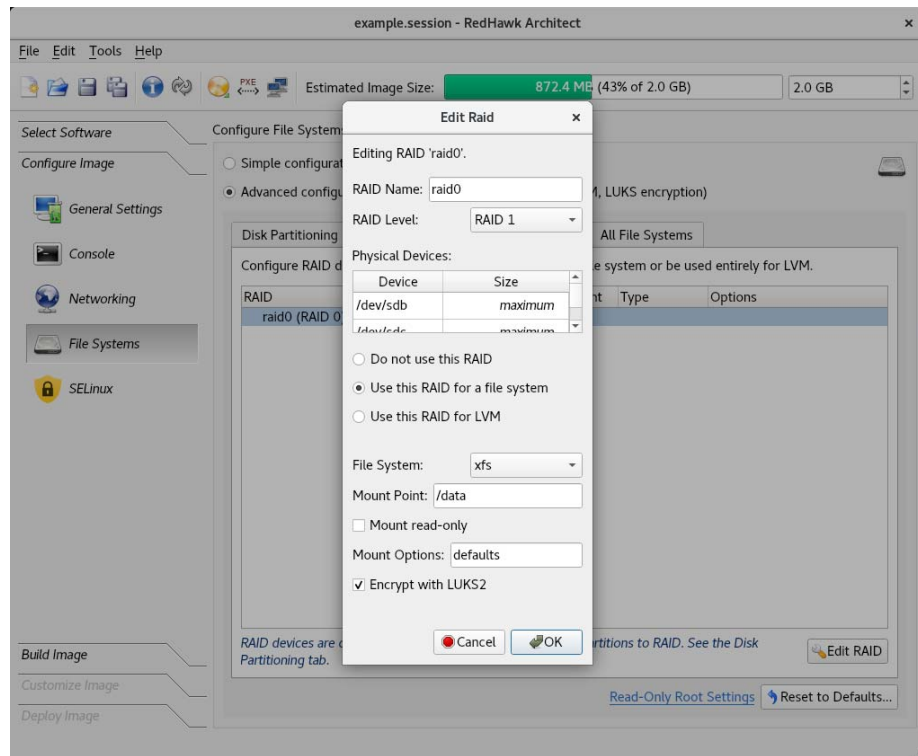 example.session - RedHawk Architect
File Edit Tools Help
PXE
Estimated Image Size: 872.4 MB (43% of 2.0 GB) 2.0 GB
Select Software
Configure Image
General Settings
Console
Networking
File Systems
SELinux
Build Image
Customize Image
Deploy Image
Configure File System
Simple configurat
Advanced configu , LUKS encryption)
Disk Partitioning All File Systems
Configure RAID d e system or be used entirely for LVM.
RAID nt Type Options
raid0 (RAID 0
Edit Raid
Editing RAID 'raid0'.
RAID Name: raid0
RAID Level: RAID 1
Physical Devices:
Device Size
/dev/sdb maximum
/dev/sdc maximum
Do not use this RAID
Use this RAID for a file system
Use this RAID for LVM
File System: xfs
Mount Point: /data
Mount read-only
Mount Options: defaults
Encrypt with LUKS2
Cancel OK
RAID devices are rtitions to RAID. See the Disk
Partitioning tab.
Edit RAID
Read-Only Root Settings Reset to Defaults...